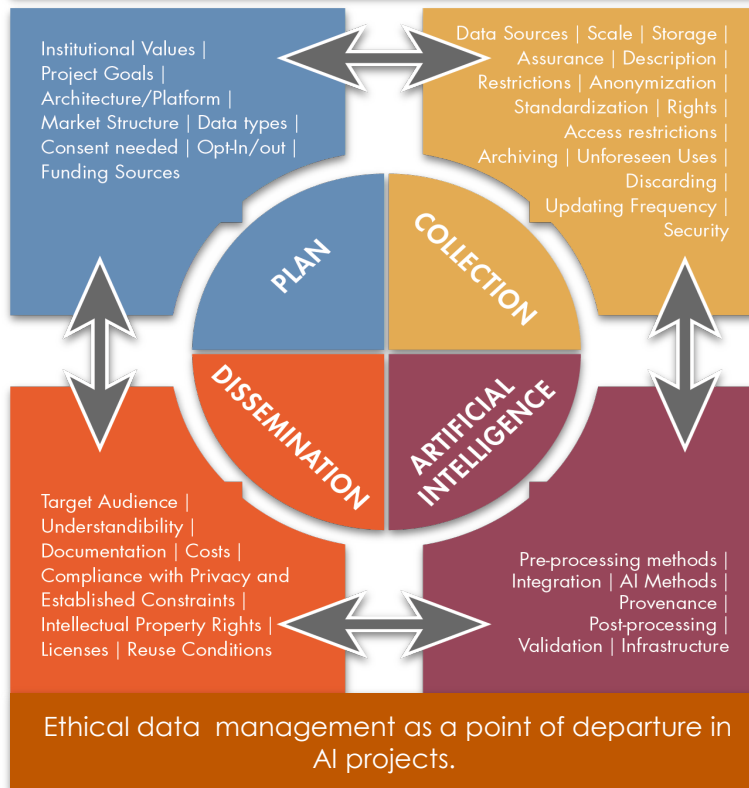 Institutional Values |
Project Goals |
Architecture/Platform |
Market Structure | Data types |
Consent needed | Opt-In/out |
Funding Sources
Data Sources | Scale | Storage |
Assurance | Description |
Restrictions | Anonymization |
Standardization | Rights |
Access restrictions |
Archiving | Unforeseen Uses |
Discarding |
Updating Frequency |
Security
PLAN
COLLECTION
DISSEMINATION
ARTIFICIAL
INTELLIGENCE
Target Audience |
Understandibility |
Documentation | Costs |
Compliance with Privacy and
Established Constraints |
Intellectual Property Rights |
Licenses | Reuse Conditions
Pre-processing methods |
Integration | AI Methods |
Provenance |
Post-processing |
Validation | Infrastructure
Ethical data  management as a point of departure in
AI projects.